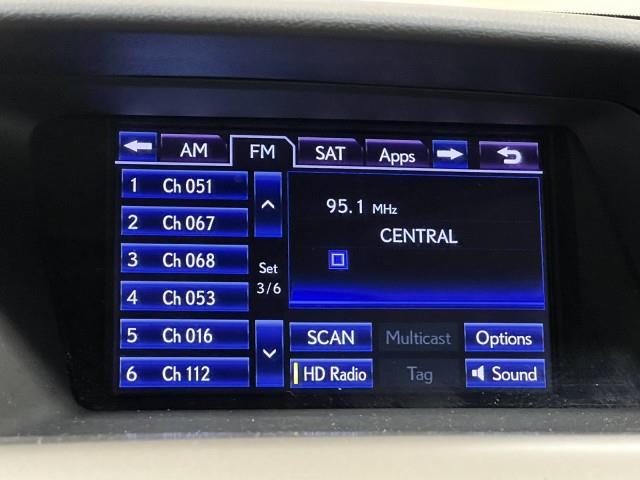 AM FM SAT Apps
1 Ch 051
2 Ch 067
3 Ch 068
4 Ch 053
5 Ch 016
6 Ch 112
Set
3/6
95.1 MHz
CENTRAL
SCAN Multicast Options
HD Radio Tag Sound